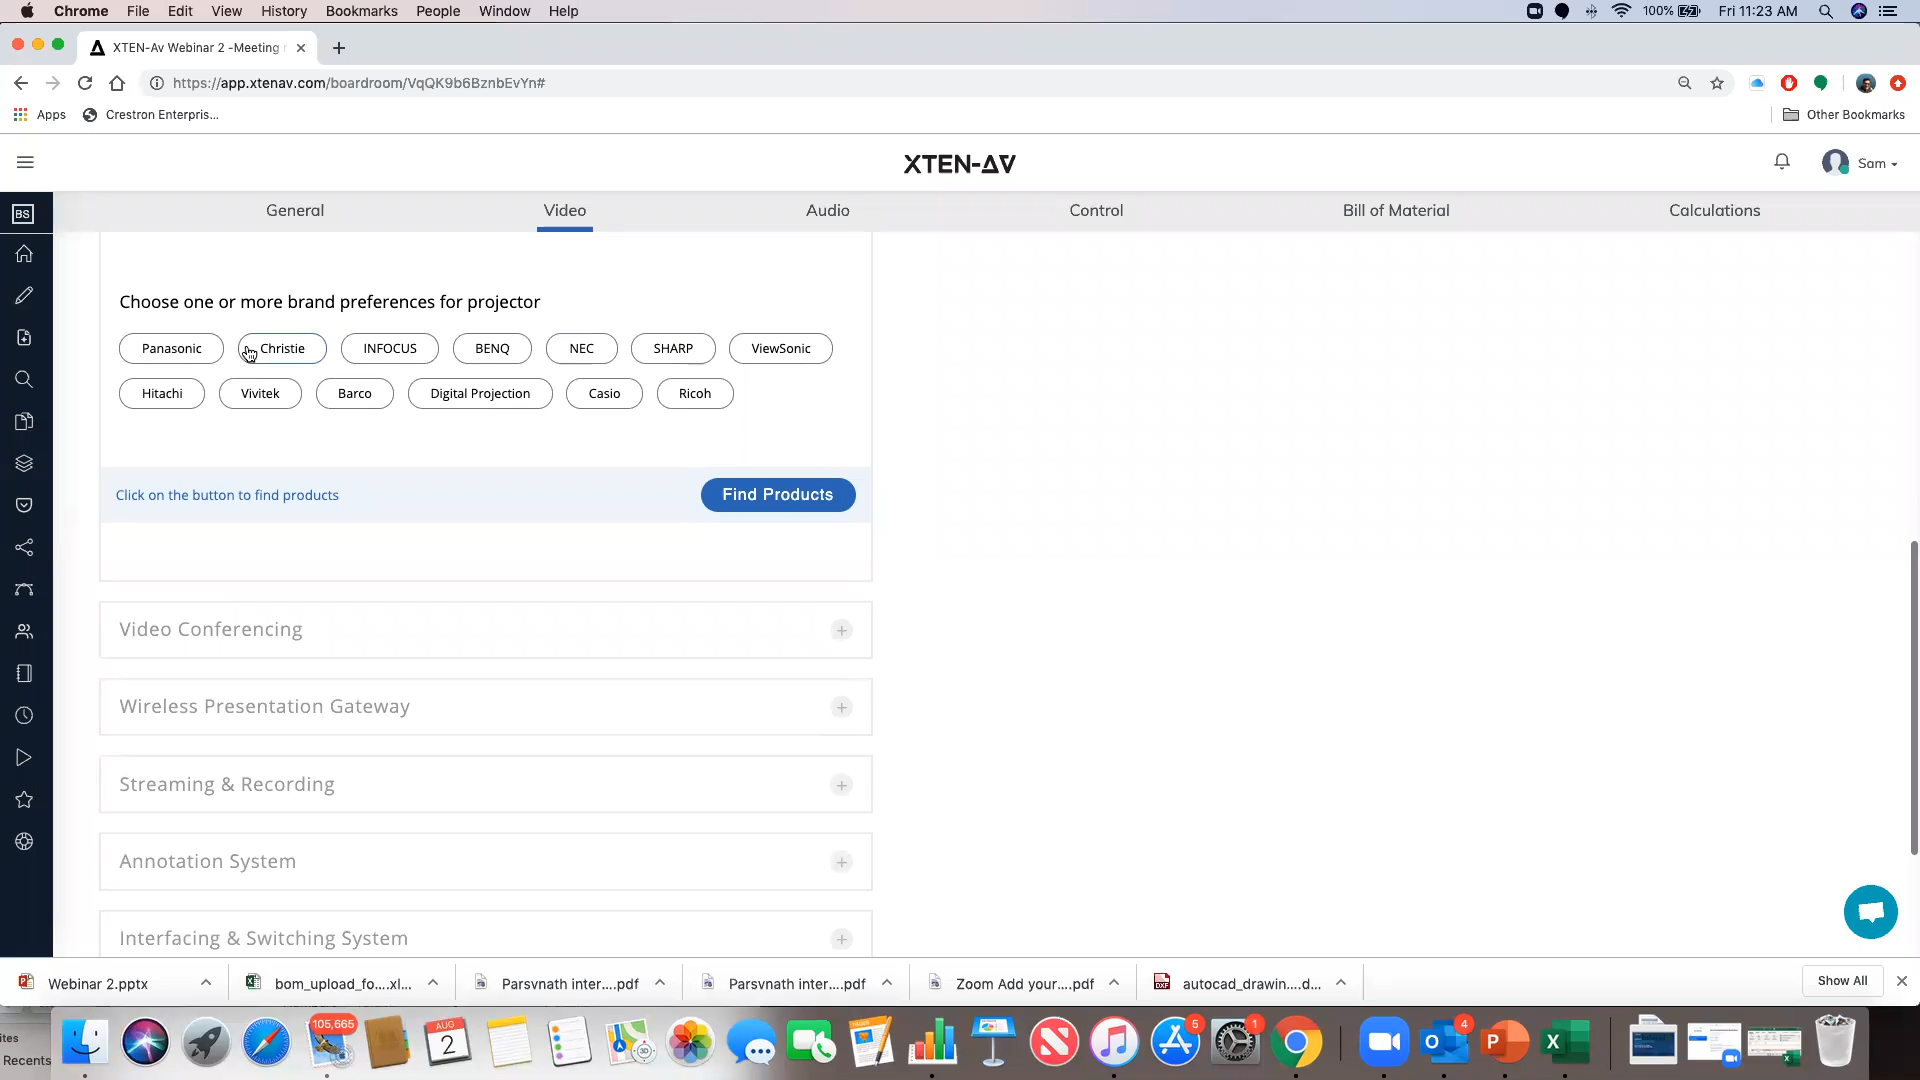 Chrome File Edit View History Bookmarks People Window Help 100% Fri 11:23 AM
XTEN-Av Webinar 2 -Meeting
https://app.xtenav.com/boardroom/VqQK9b6BznbEvYn#
Apps Crestron Enterpris... Other Bookmarks
XTEN-AV Sam
BS General Video Audio Control Bill of Material Calculations
Choose one or more brand preferences for projector
Panasonic Christie INFOCUS BENQ NEC SHARP ViewSonic
Hitachi Vivitek Barco Digital Projection Casio Ricoh
Click on the button to find products Find Products
Video Conferencing
Wireless Presentation Gateway
Streaming & Recording
Annotation System
Interfacing & Switching System
Webinar 2.pptx bom_upload_fo....xl... Parsvnath inter....pdf Parsvnath inter....pdf Zoom Add your....pdf autocad_drawin....d... Show All
105,665 AUG 2 5 1 4
ites
Recents